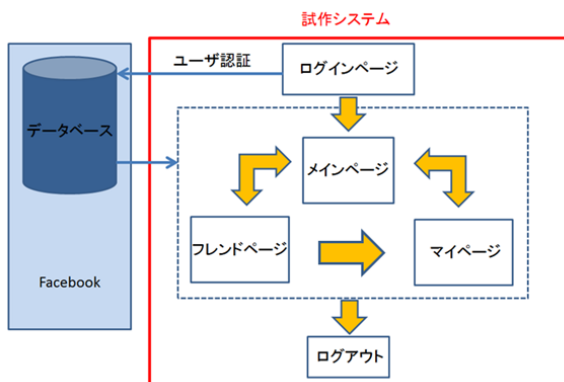 試作システム
ユーザ認証
ログインページ
データベース
メインページ
フレンドページ
マイページ
Facebook
ログアウト